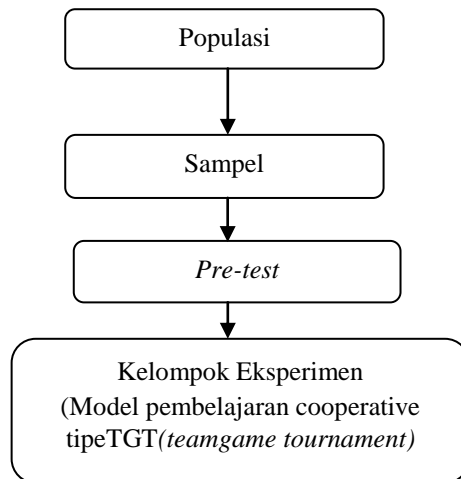 Populasi
Sampel
Pre-test
Kelompok Eksperimen
(Model pembelajaran cooperative
tipeTGT(teamgame tournament)